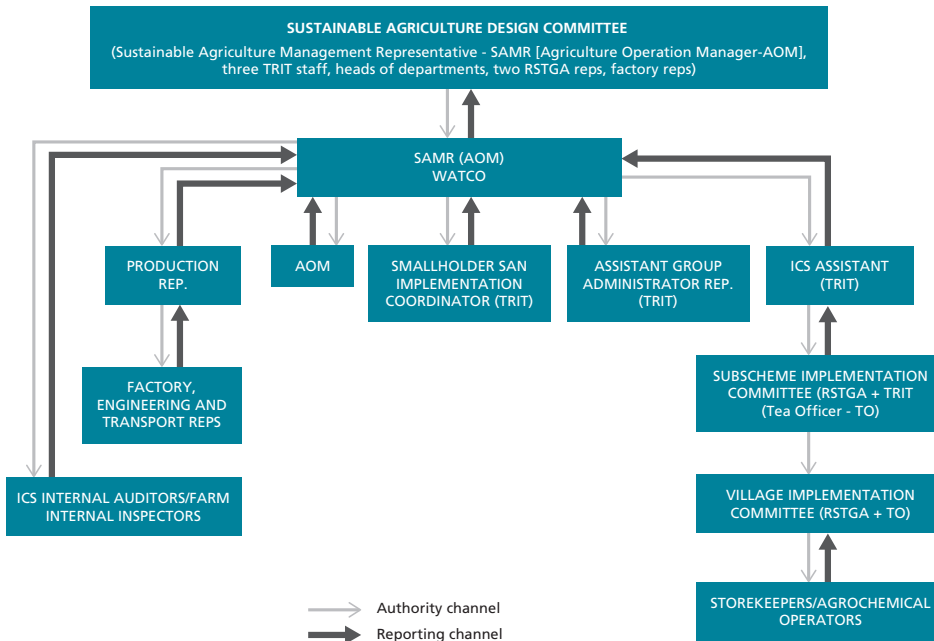 SUSTAINABLE AGRICULTURE DESIGN COMMITTEE
(Sustainable Agriculture Management Representative - SAMR [Agriculture Operation Manager-AOM],
three TRIT staff, heads of departments, two RSTGA reps, factory reps)
SAMR (AOM)
WATCO
PRODUCTION
REP.
AOM
SMALLHOLDER SAN
IMPLEMENTATION
COORDINATOR (TRIT)
ASSISTANT GROUP
ADMINISTRATOR REP.
(TRIT)
ICS ASSISTANT
(TRIT)
FACTORY,
ENGINEERING AND
TRANSPORT REPS
SUBSCHEME IMPLEMENTATION
COMMITTEE (RSTGA + TRIT
(Tea Officer - TO)
ICS INTERNAL AUDITORS/FARM
INTERNAL INSPECTORS
VILLAGE IMPLEMENTATION
COMMITTEE (RSTGA + TO)
STOREKEEPERS/AGROCHEMICAL
OPERATORS
Authority channel
Reporting channel